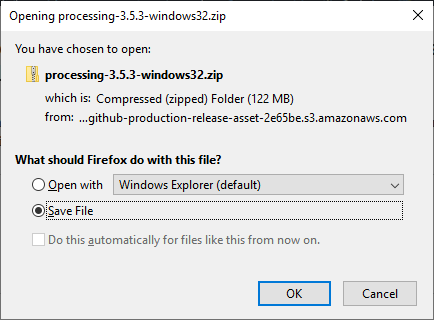 Opening processing-3.5.3-windows32.zip
You have chosen to open:
processing-3.5.3-windows32.zip
which is: Compressed (zipped) Folder (122 MB)
from: ...github-production-release-asset-2e65be.s3.amazonaws.com
What should Firefox do with this file?
Open with Windows Explorer (default)
Save File
Do this automatically for files like this from now on.
OK Cancel